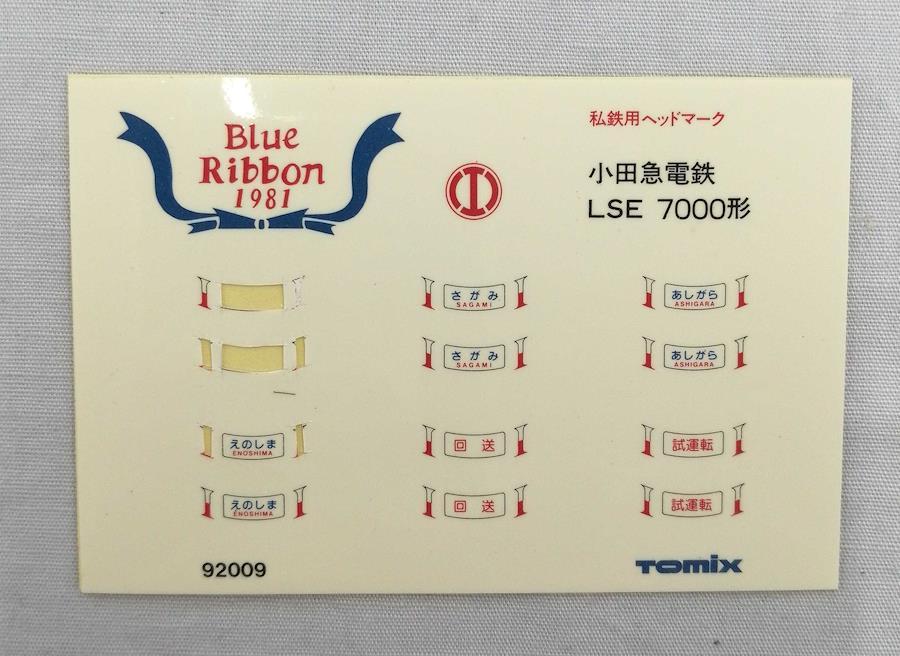 Blue
Ribbon
1981
私鉄用ヘッドマーク
小田急電鉄
LSE 7000形
さがみ
SAGAMI
あしがら
ASHIGARA
さがみ
SAGAMI
あしがら
ASHIGARA
えのしま
ENOSHIMA
回送
試運転
えのしま
ENOSHIMA
回送
試運転
92009
TOMIX